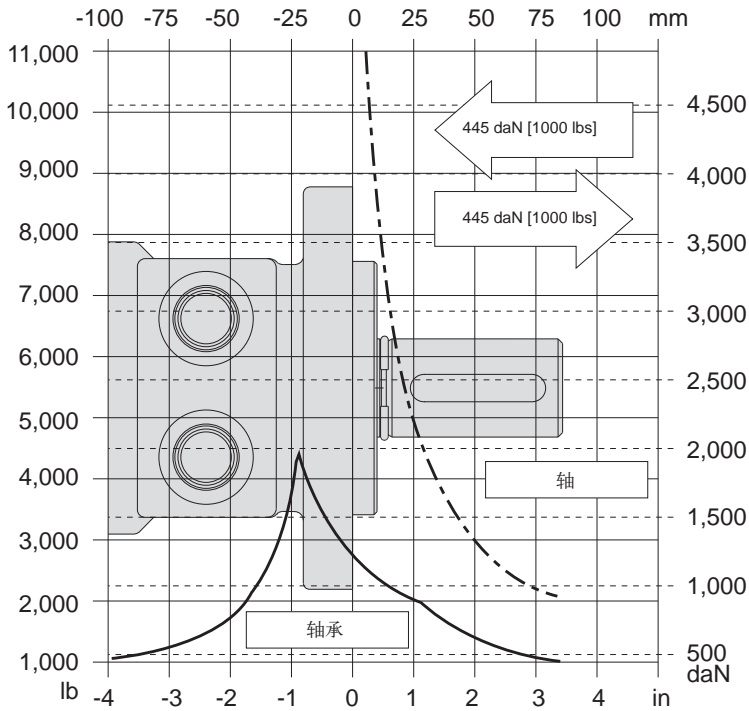 -100 -75 -50 -25 0 25 50 75 100 mm
11,000
10,000
4,500
445 daN [1000 lbs]
9,000
4,000
445 daN [1000 lbs]
8,000
3,500
7,000
3,000
6,000
2,500
5,000
2,000
4,000
轴
1,500
3,000
1,000
2,000
轴承
1,000
500
lb
daN
-4 -3 -2 -1 0 1 2 3 4 in